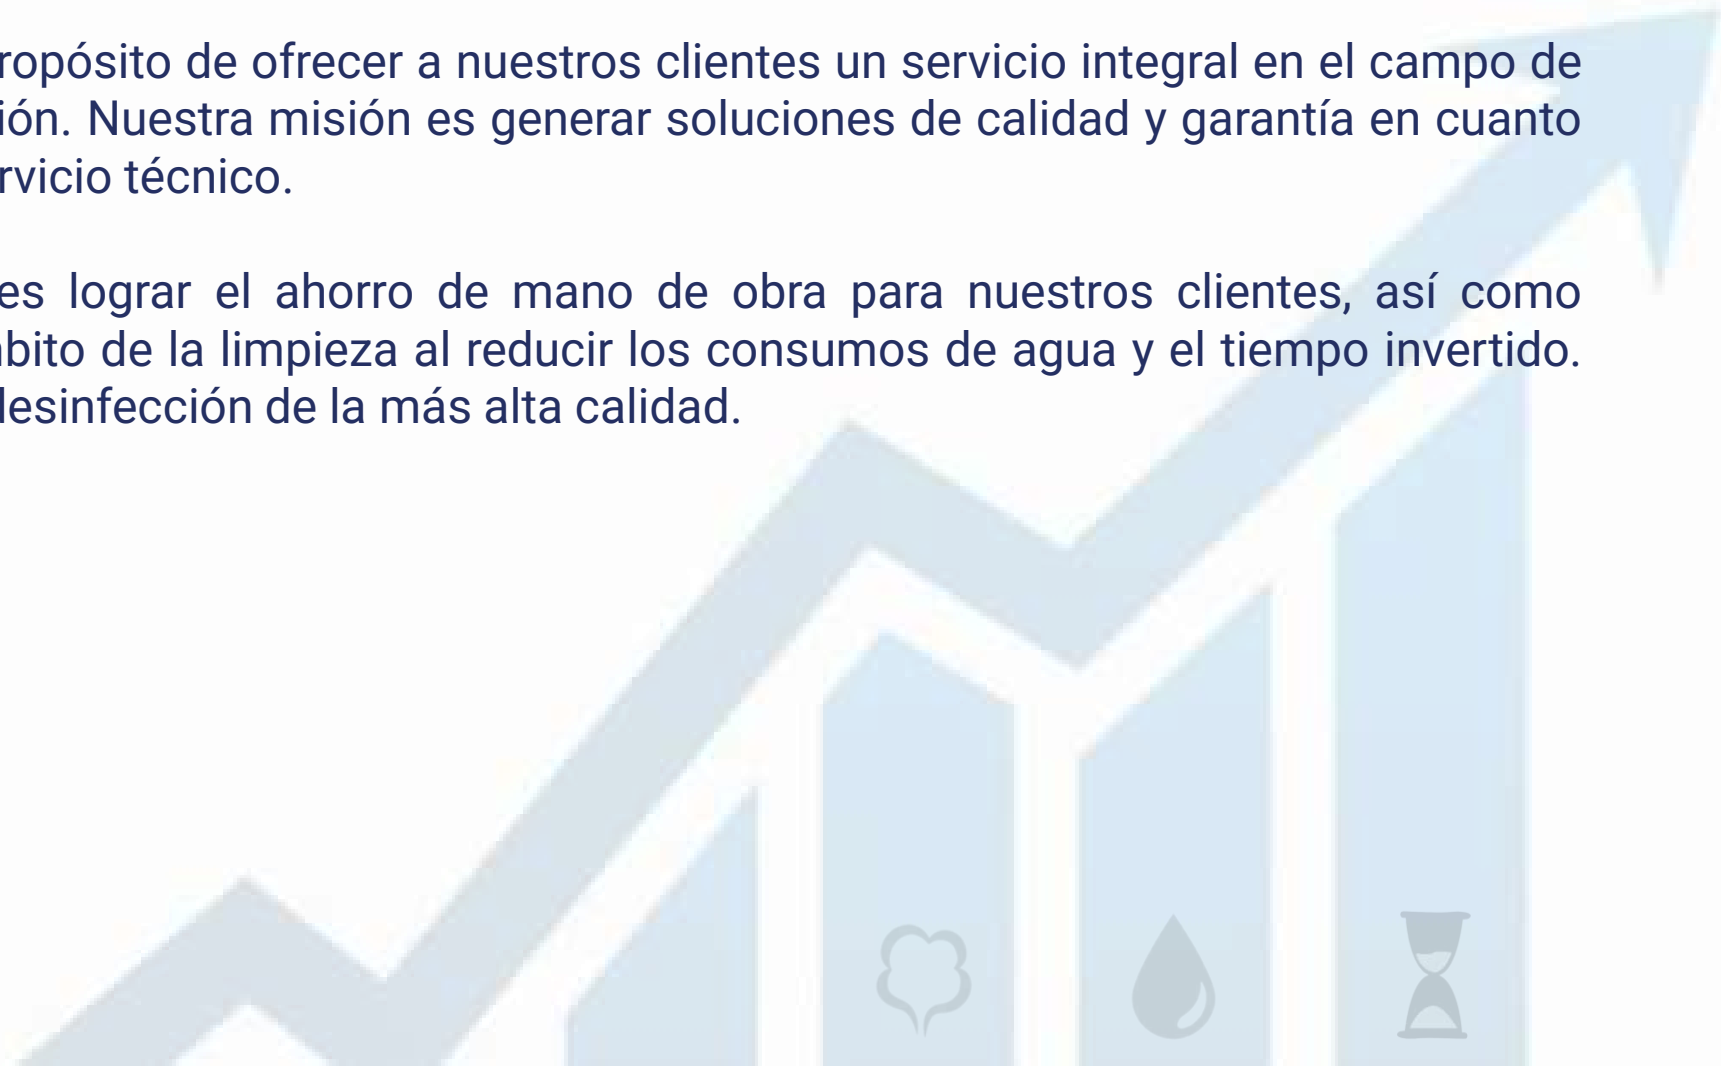 ropósito de ofrecer a nuestros clientes un servicio integral en el campo de
ión. Nuestra misión es generar soluciones de calidad y garantía en cuanto
rvicio técnico.
es lograr el ahorro de mano de obra para nuestros clientes, así como
bito de la limpieza al reducir los consumos de agua y el tiempo invertido.
desinfección de la más alta calidad.